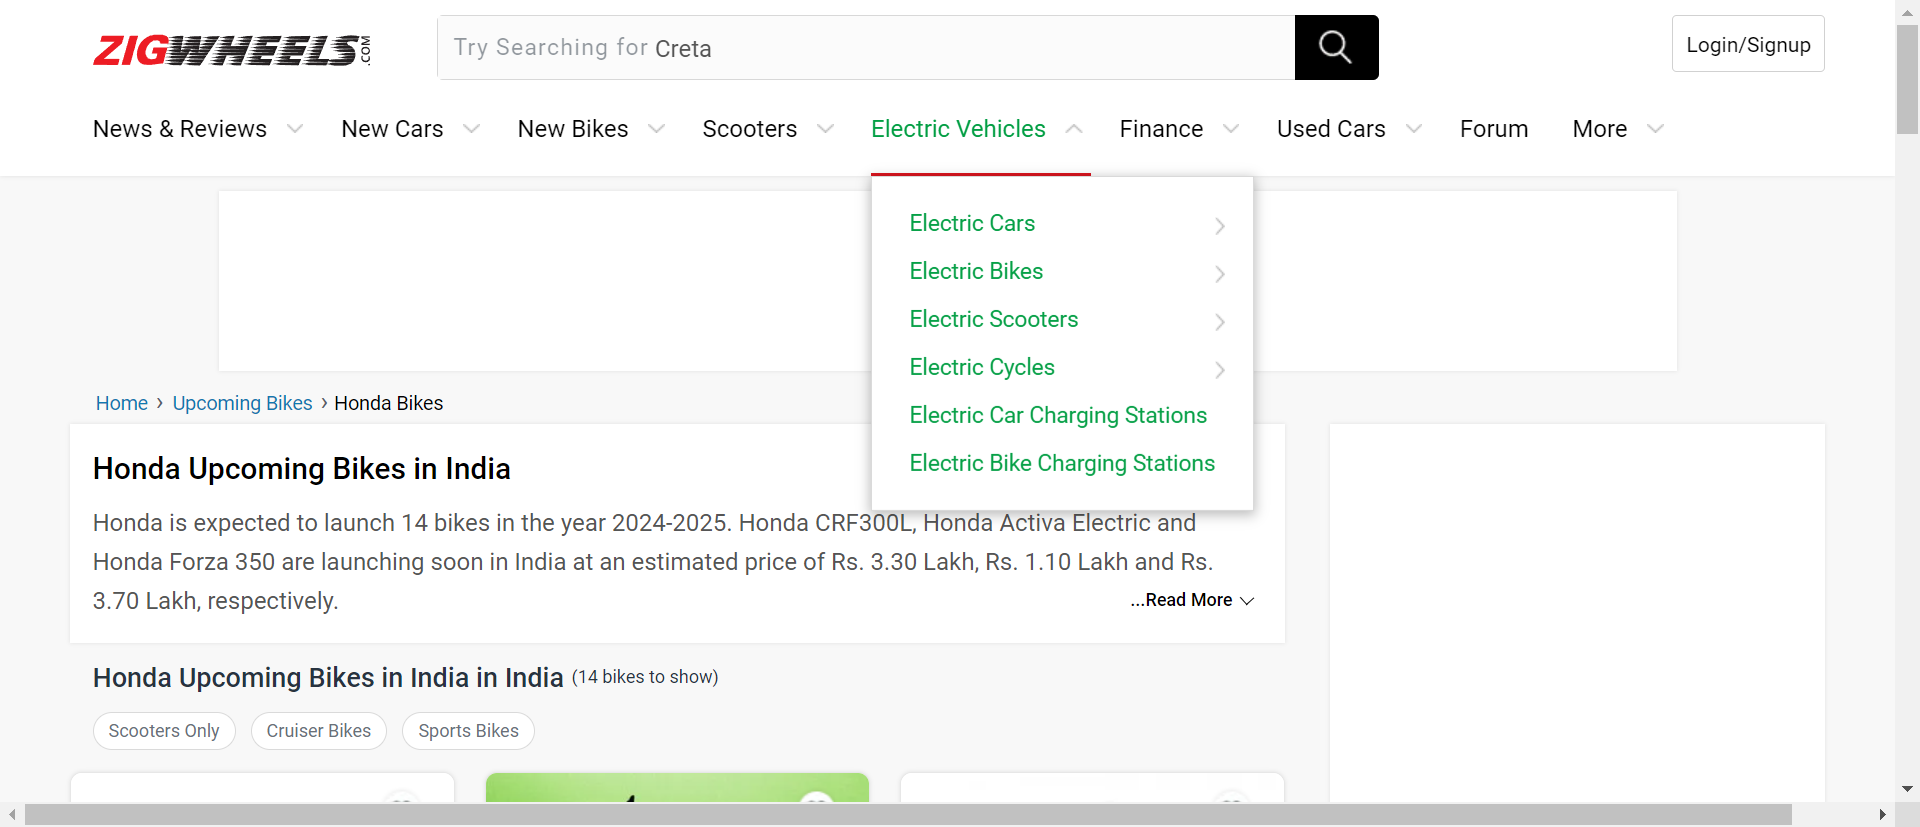 ZIGWHEELS.COM
Try Searching for Creta
Login/Signup
News & Reviews New Cars New Bikes Scooters Electric Vehicles Finance Used Cars Forum More
Electric Cars
Electric Bikes
Electric Scooters
Electric Cycles
Electric Car Charging Stations
Electric Bike Charging Stations
Home › Upcoming Bikes › Honda Bikes
Honda Upcoming Bikes in India
Honda is expected to launch 14 bikes in the year 2024-2025. Honda CRF300L, Honda Activa Electric and
Honda Forza 350 are launching soon in India at an estimated price of Rs. 3.30 Lakh, Rs. 1.10 Lakh and Rs.
3.70 Lakh, respectively.
...Read More
Honda Upcoming Bikes in India in India (14 bikes to show)
Scooters Only Cruiser Bikes Sports Bikes